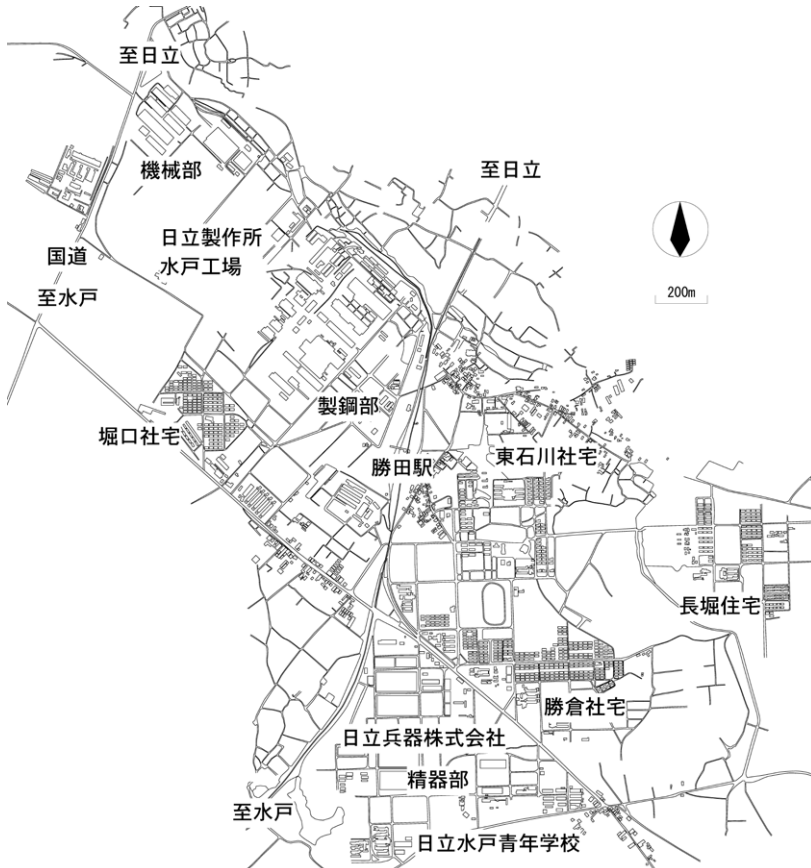 至日立
機械部
至日立
日立製作所
水戸工場
国道
至水戸
200m
製鋼部
堀口社宅
勝田駅
東石川社宅
長堀住宅
勝倉社宅
日立兵器株式会社
精器部
至水戸
日立水戸青年学校